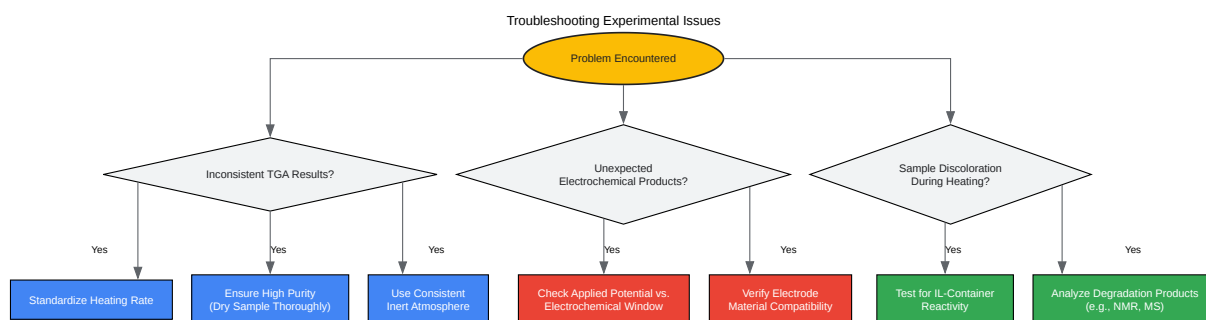 Troubleshooting Experimental Issues
Problem Encountered
Inconsistent TGA Results?
Unexpected
Electrochemical Products?
Sample Discoloration
During Heating?
Yes
Yes
Yes
Yes
Yes
Yes
Yes
Standardize Heating Rate
Ensure High Purity
(Dry Sample Thoroughly)
Use Consistent
Inert Atmosphere
Check Applied Potential vs.
Electrochemical Window
Verify Electrode
Material Compatibility
Test for IL-Container
Reactivity
Analyze Degradation Products
(e.g., NMR, MS)